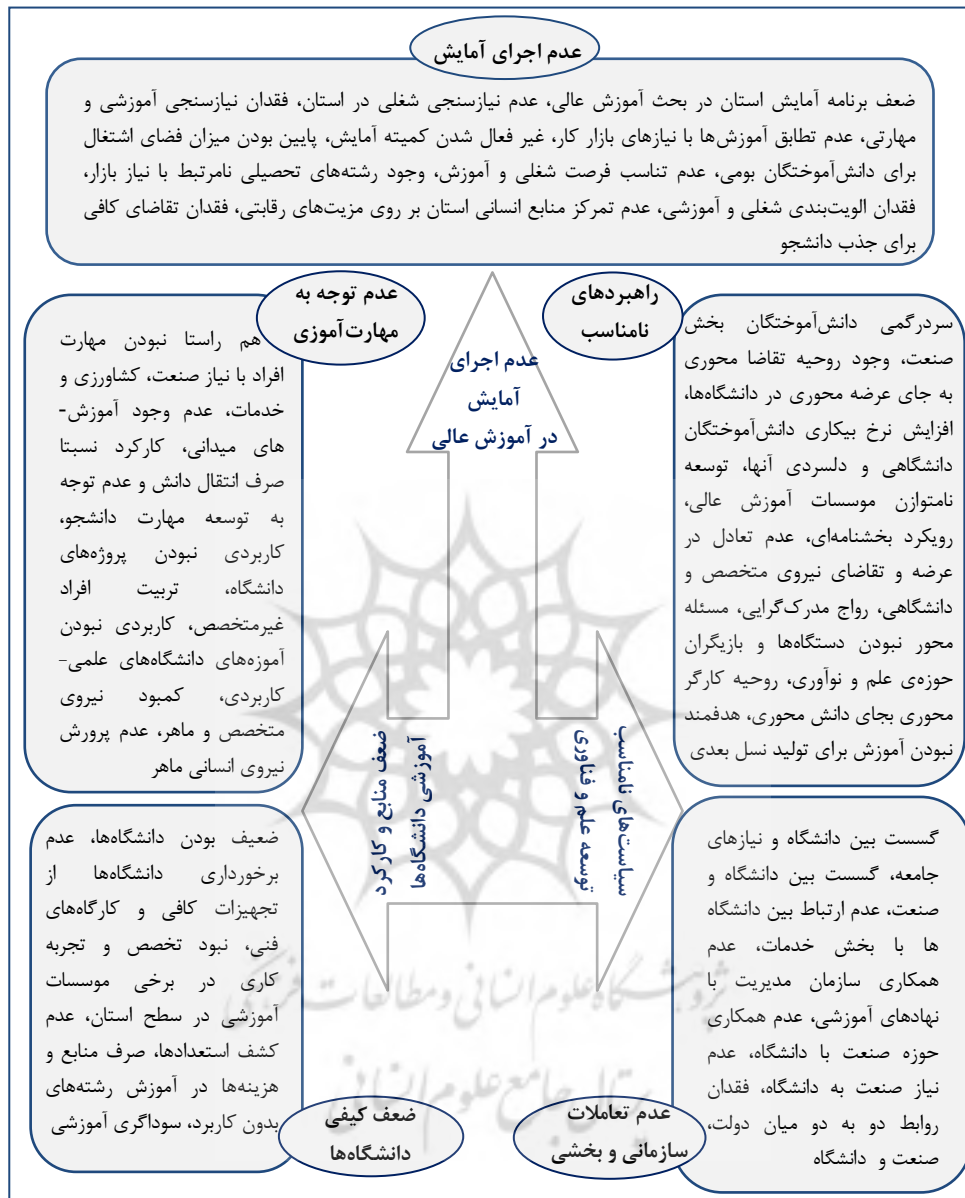 عدم اجرای آمایش
ضعف برنامه آمایش استان در بحث آموزش عالی، عدم نیازسنجی شغلی در استان، فقدان نیازسنجی آموزشی و
مهارتی، عدم تطابق آموزش‌ها با نیازهای بازار کار، غیر فعال شدن کمیته آمایش، پایین بودن میزان فضای اشتغال
برای دانش‌آموختگان بومی، عدم تناسب فرصت شغلی و آموزش، وجود رشته‌های تحصیلی نامرتبط با نیاز بازار،
فقدان الویت‌بندی شغلی و آموزشی، عدم تمرکز منابع انسانی استان بر روی مزیت‌های رقابتی، فقدان تقاضای کافی
برای جذب دانشجو
راهبردهای
نامناسب
سردرگمی دانش‌آموختگان بخش
صنعت، وجود روحیه تقاضا محوری
به جای عرضه محوری در دانشگاه‌ها،
افزایش نرخ بیکاری دانش‌آموختگان
دانشگاهی و دلسردی آنها، توسعه
نامتوازن موسسات آموزش عالی،
رویکرد بخشنامه‌ای، عدم تعادل در
عرضه و تقاضای نیروی متخصص و
دانشگاهی، رواج مدرک‌گرایی، مسئله
محور نبودن دستگاه‌ها و بازیگران
حوزه‌ی علم و نوآوری، روحیه کارگر
محوری بجای دانش محوری، هدفمند
نبودن آموزش برای تولید نسل بعدی
عدم توجه به
مهارت‌آموزی
هم راستا نبودن مهارت
افراد با نیاز صنعت، کشاورزی و
خدمات، عدم وجود آموزش-
های میدانی، کارکرد نسبتا
صرف انتقال دانش و عدم توجه
به توسعه مهارت دانشجو،
کاربردی نبودن پروژه‌های
دانشگاه، تربیت افراد
غیرمتخصص، کاربردی نبودن
آموزه‌های دانشگاه‌های علمی-
کاربردی، کمبود نیروی
متخصص و ماهر، عدم پرورش
نیروی انسانی ماهر
عدم اجرای
آمایش
در آموزش عالی
سیاست‌های نامناسب
توسعه علم و فناوری
ضعف منابع و کارکرد
آموزشی دانشگاه‌ها
گسست بین دانشگاه و نیازهای
جامعه، گسست بین دانشگاه و
صنعت، عدم ارتباط بین دانشگاه
ها با بخش خدمات، عدم
همکاری سازمان مدیریت با
نهادهای آموزشی، عدم همکاری
حوزه صنعت با دانشگاه، عدم
نیاز صنعت به دانشگاه، فقدان
روابط دو به دو میان دولت،
صنعت و دانشگاه
عدم تعاملات
سازمانی و بخشی
ضعیف بودن دانشگاه‌ها، عدم
برخورداری دانشگاه‌ها از
تجهیزات کافی و کارگاه‌های
فنی، نبود تخصص و تجربه
کاری در برخی موسسات
آموزشی در سطح استان، عدم
کشف استعدادها، صرف منابع و
هزینه‌ها در آموزش رشته‌های
بدون کاربرد، سوداگری آموزشی
ضعف کیفی
دانشگاه‌ها
پژوهشگاه علوم انسانی و مطالعات فرهنگی
پرتال جامع علوم انسانی